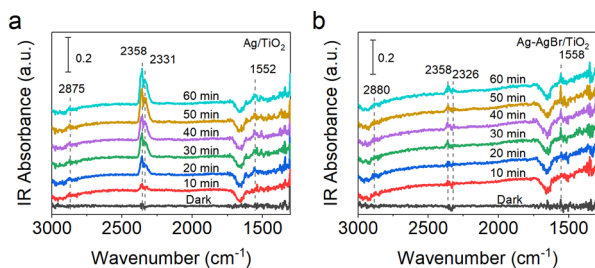 a
0.2
2358
2331
Ag/TiO₂
1552
2875
60 min
50 min
40 min
30 min
20 min
10 min
Dark
IR Absorbance (a.u.)
3000
2500
2000
1500
Wavenumber (cm⁻¹)
b
0.2
Ag-AgBr/TiO₂
1558
2358
2326
2880
60 min
50 min
40 min
30 min
20 min
10 min
Dark
IR Absorbance (a.u.)
3000
2500
2000
1500
Wavenumber (cm⁻¹)